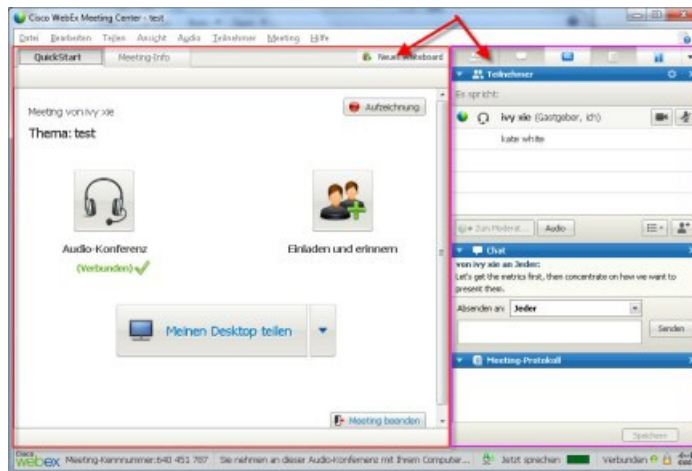 Cisco WebEx Meeting Center - test
Datei Bearbeiten Teilen Ansicht Audio Teilnehmer Meeting Hilfe
QuickStart Meeting-Info Neues Whiteboard
Teilnehmer
Es spricht:
Meeting von ivy xie Aufzeichnung
ivy xie (Gastgeber, ich)
Thema: test
kate white
Zum Moderat... Audio
Audio-Konferenz Einladen und erinnern
(Verbunden)
Chat
von ivy xie an Jeder:
Let's get the metrics first, then concentrate on how we want to
present them.
Absenden an: Jeder
Meinen Desktop teilen
Senden
Meeting-Protokoll
Meeting beenden
Speichern
Cisco WebEx Meeting-Kennnummer:640 451 707 Sie nehmen an dieser Audio-Konferenz mit Ihrem Computer... Jetzt sprechen Verbunden